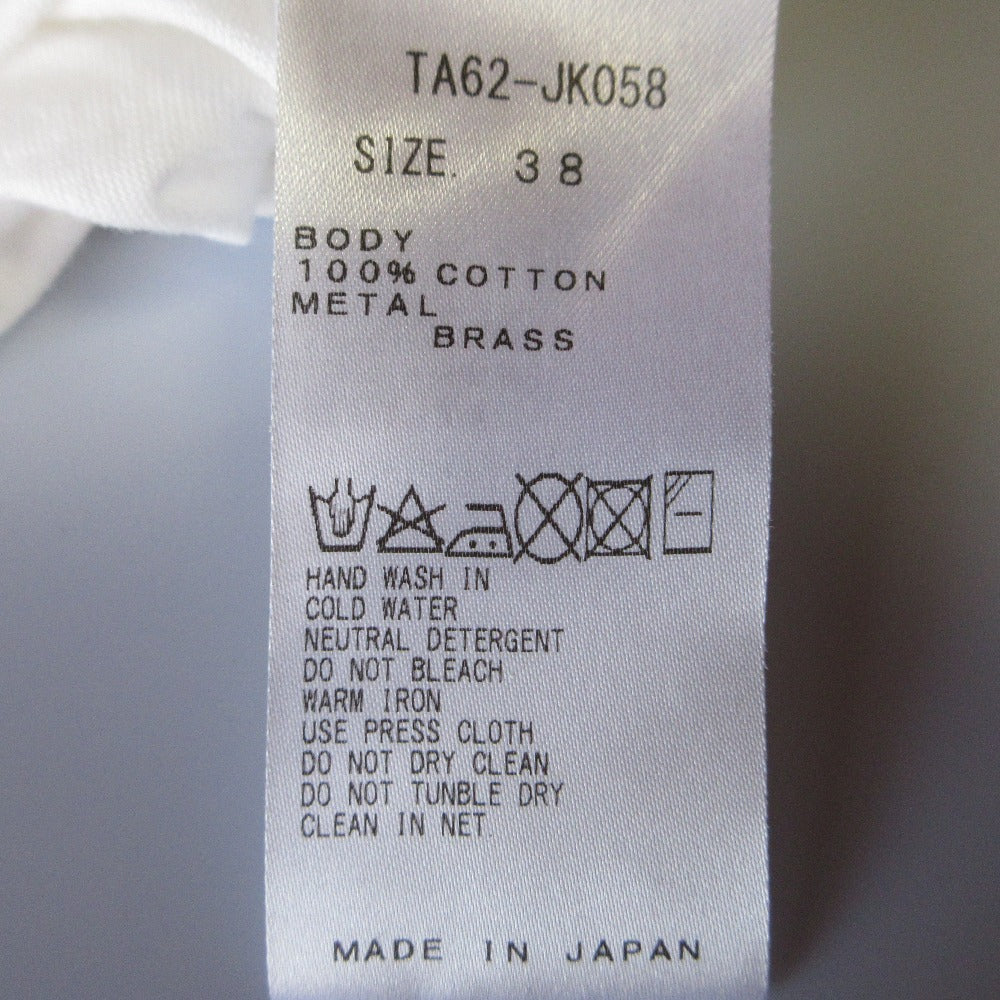 TA62-JK058
SIZE. 38
BODY
100% COTTON
METAL
BRASS
HAND WASH IN
COLD WATER
NEUTRAL DETERGENT
DO NOT BLEACH
WARM IRON
USE PRESS CLOTH
DO NOT DRY CLEAN
DO NOT TUNBLE DRY
CLEAN IN NET.
MADE IN JAPAN